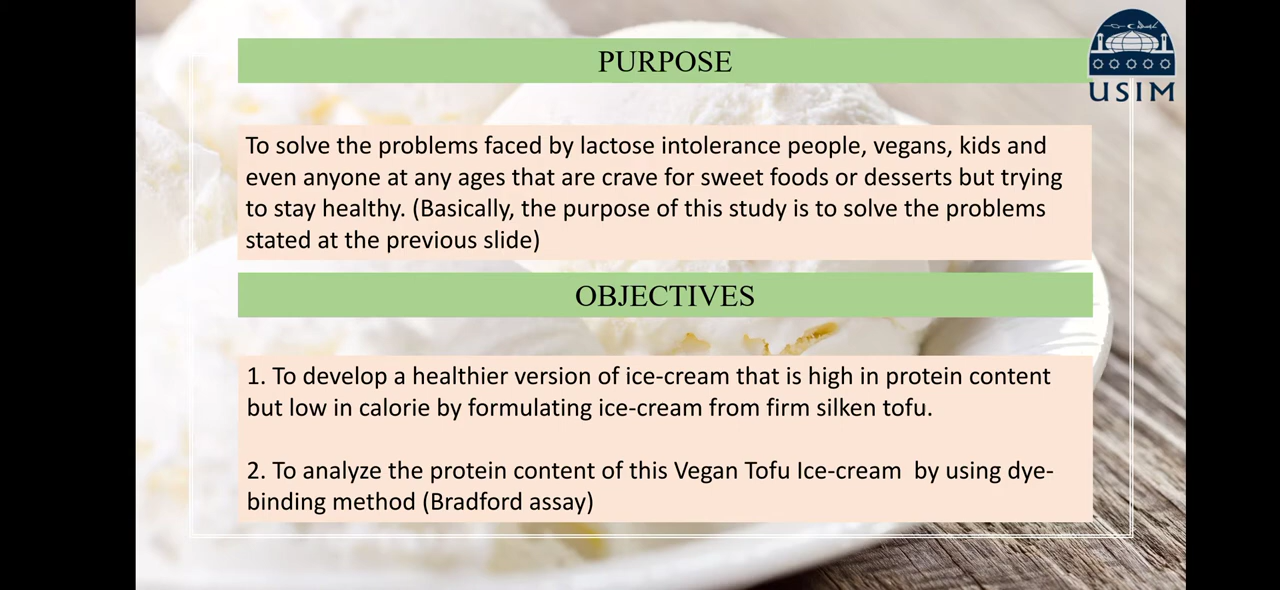 PURPOSE
USIM
To solve the problems faced by lactose intolerance people, vegans, kids and
even anyone at any ages that are crave for sweet foods or desserts but trying
to stay healthy. (Basically, the purpose of this study is to solve the problems
stated at the previous slide)
OBJECTIVES
1. To develop a healthier version of ice-cream that is high in protein content
but low in calorie by formulating ice-cream from firm silken tofu.
2. To analyze the protein content of this Vegan Tofu Ice-cream  by using dye-
binding method (Bradford assay)